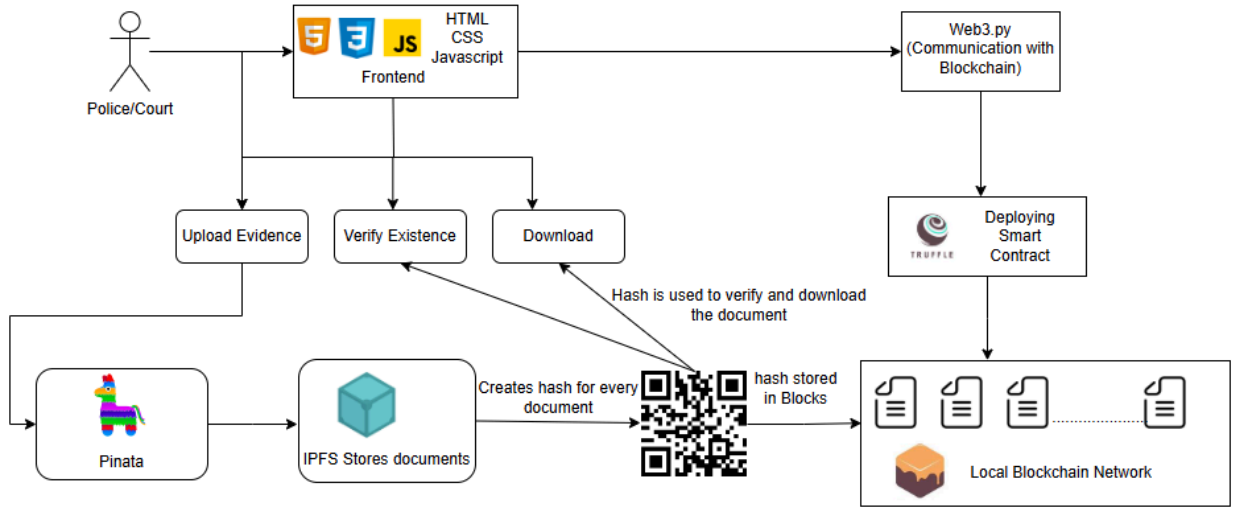 HTML
CSS
Javascript
5
3
JS
Frontend
Web3.py
(Communication with
Blockchain)
Police/Court
Upload Evidence
Verify Existence
Download
TRUFFLE
Deploying
Smart
Contract
Hash is used to verify and download
the document
Creates hash for every
document
hash stored
in Blocks
Pinata
IPFS Stores documents
Local Blockchain Network